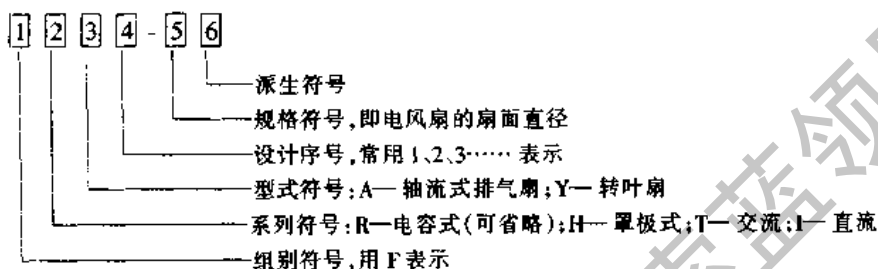 1 2 3 4 - 5 6
派生符号
规格符号,即电风扇的扇面直径
设计序号,常用1、2、3……表示
型式符号:A—轴流式排气扇;Y—转叶扇
系列符号:R—电容式(可省略);H—罩极式;T—交流;I—直流
组别符号,用F表示
索蓝领